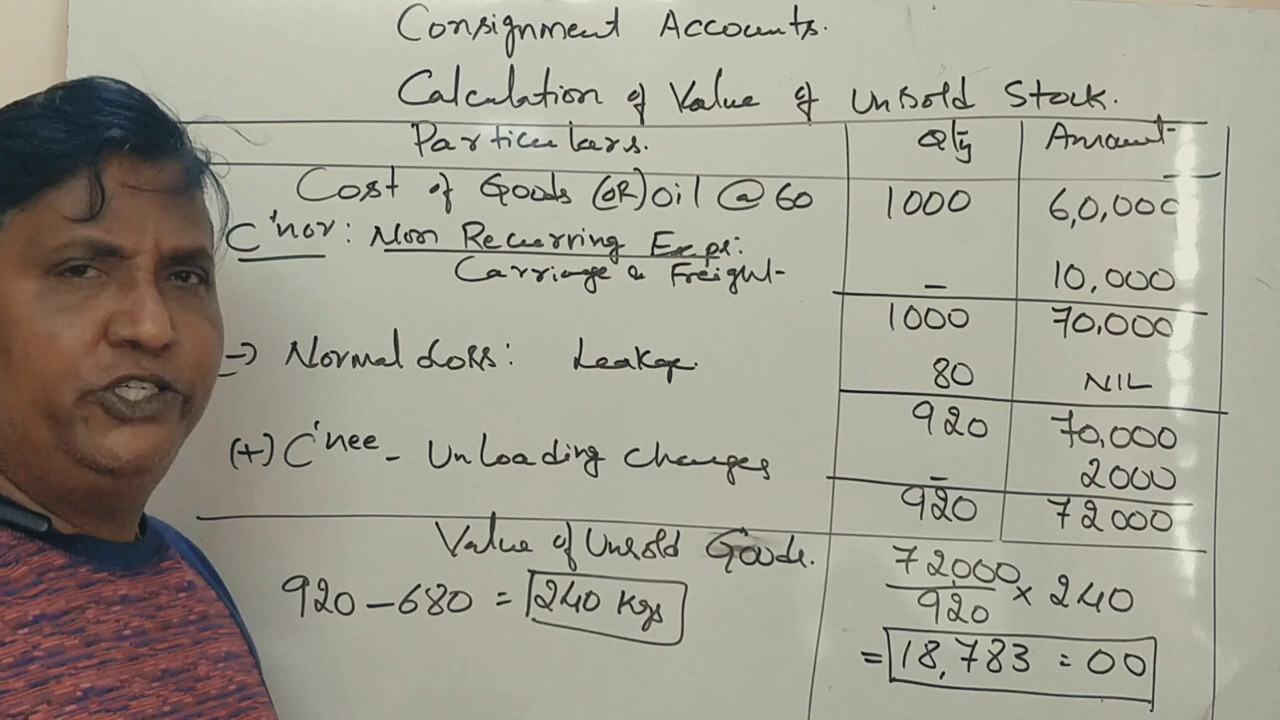 Consignment Accounts.
Calculation of Value of Unsold Stock.
Particulars. Qty Amount
Cost of Goods (OR) oil @ 60 1000 6,0,000
C'nor: Non Recurring Exps:
Carriage & Freight - 10,000
1000 70,000
Normal Loss: Leakage. 80 NIL
920 70,000
(+) C'nee - Unloading Charges - 2000
920 72000
Value of Unsold Goods. 72000/920 × 240
920 - 680 = 240 Kgs
= 18,783 = 00